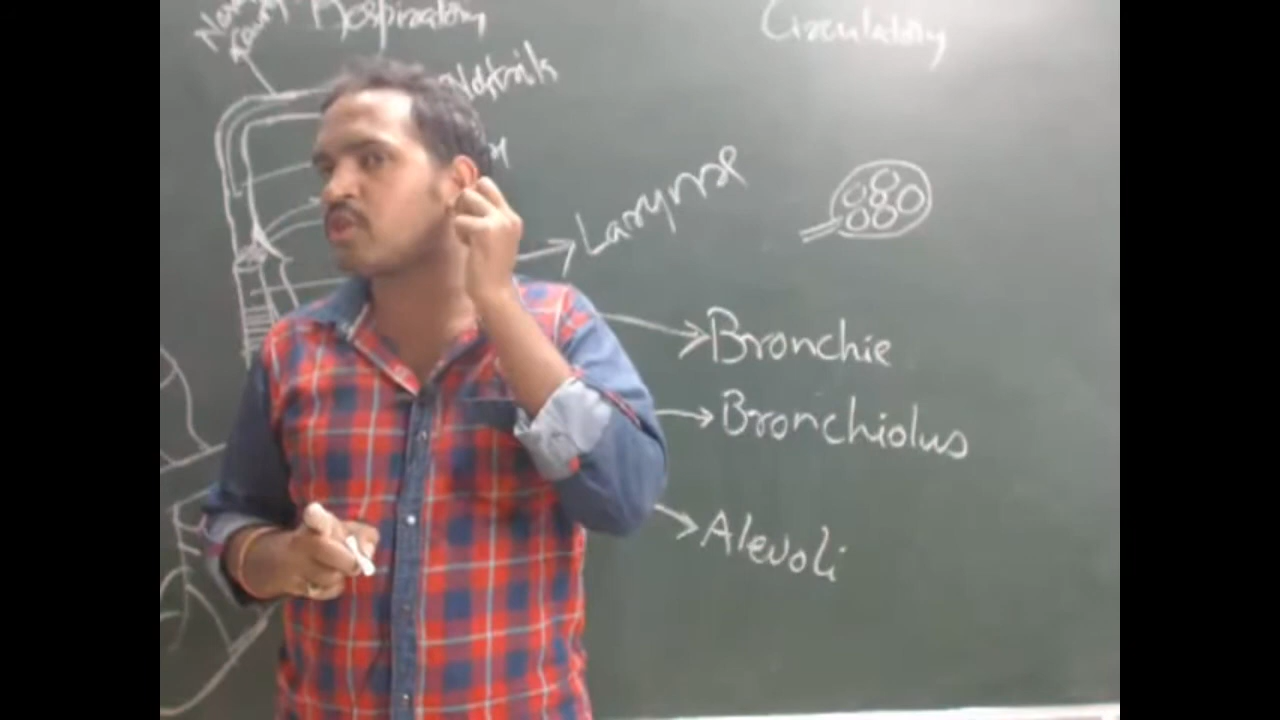 Respiratory
Circulatory
Larynx
Bronchie
Bronchiolus
Alevoli